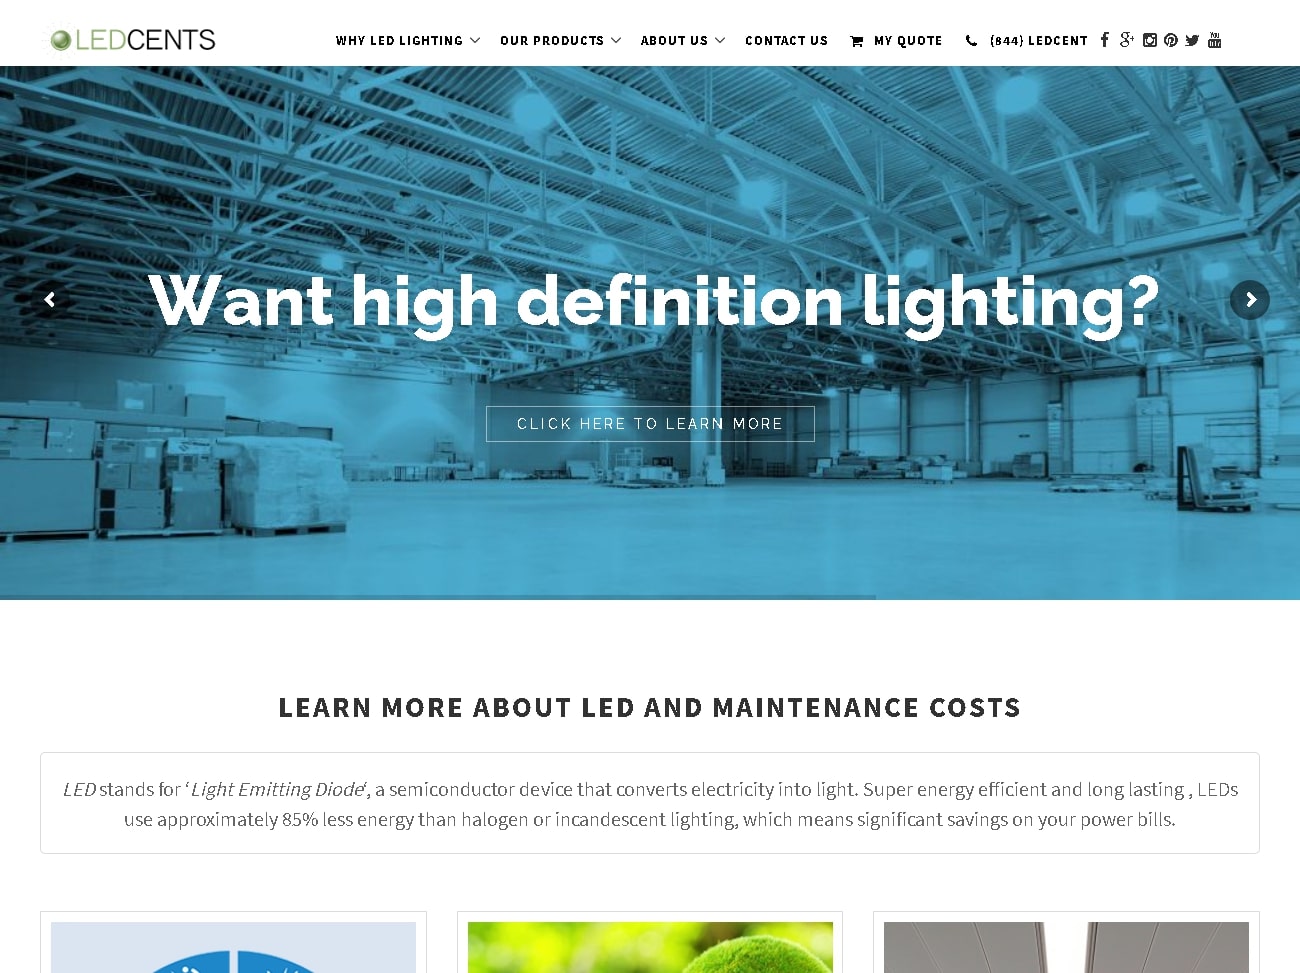 LEDCENTS
WHY LED LIGHTING
OUR PRODUCTS
ABOUT US
CONTACT US
MY QUOTE
(844) LEDCENT
You
Want high definition lighting?
CLICK HERE TO LEARN MORE
LEARN MORE ABOUT LED AND MAINTENANCE COSTS
LED stands for ‘Light Emitting Diode‘, a semiconductor device that converts electricity into light. Super energy efficient and long lasting , LEDs
use approximately 85% less energy than halogen or incandescent lighting, which means significant savings on your power bills.